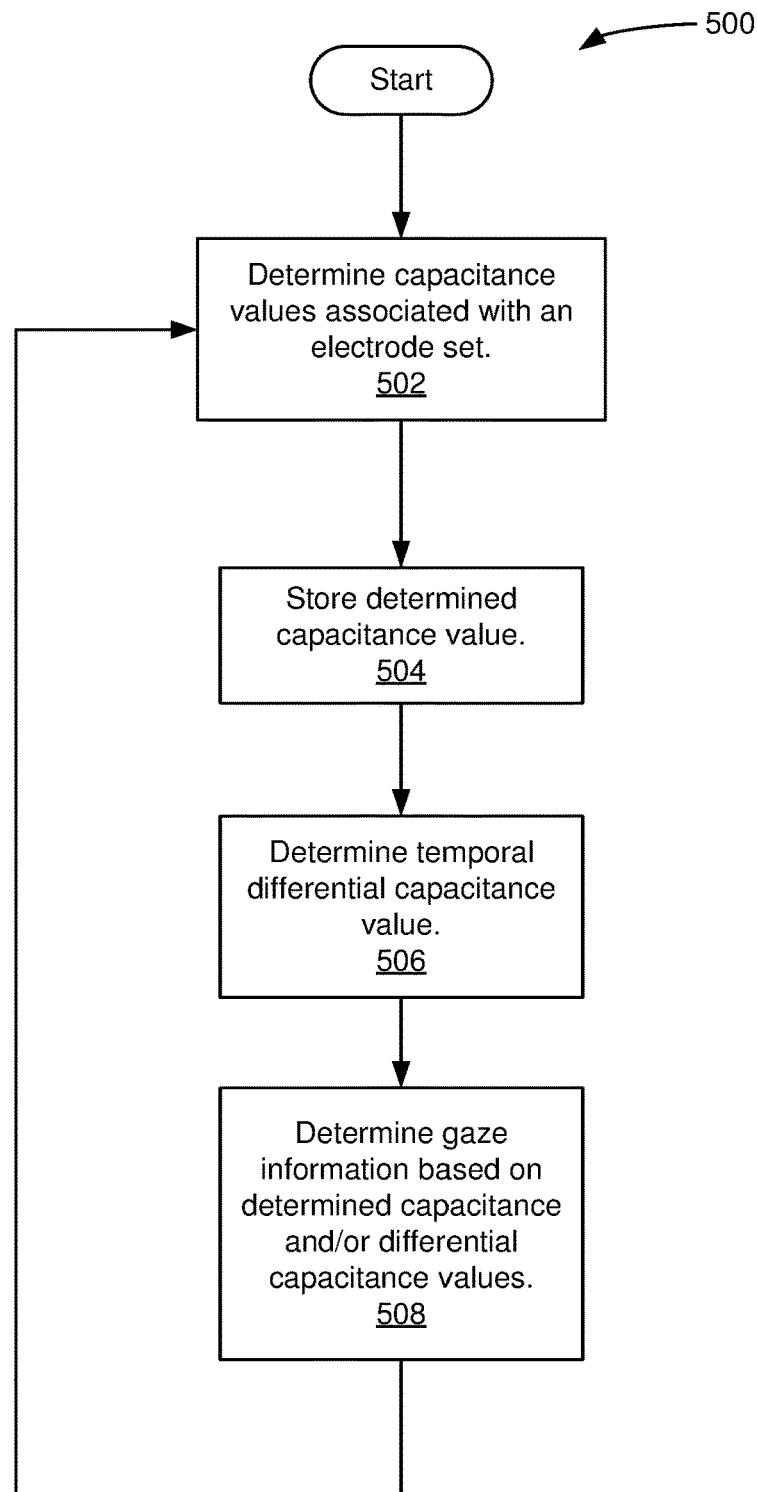 500
Start
Determine capacitance
values associated with an
electrode set.
502
Store determined
capacitance value.
504
Determine temporal
differential capacitance
value.
506
Determine gaze
information based on
determined capacitance
and/or differential
capacitance values.
508